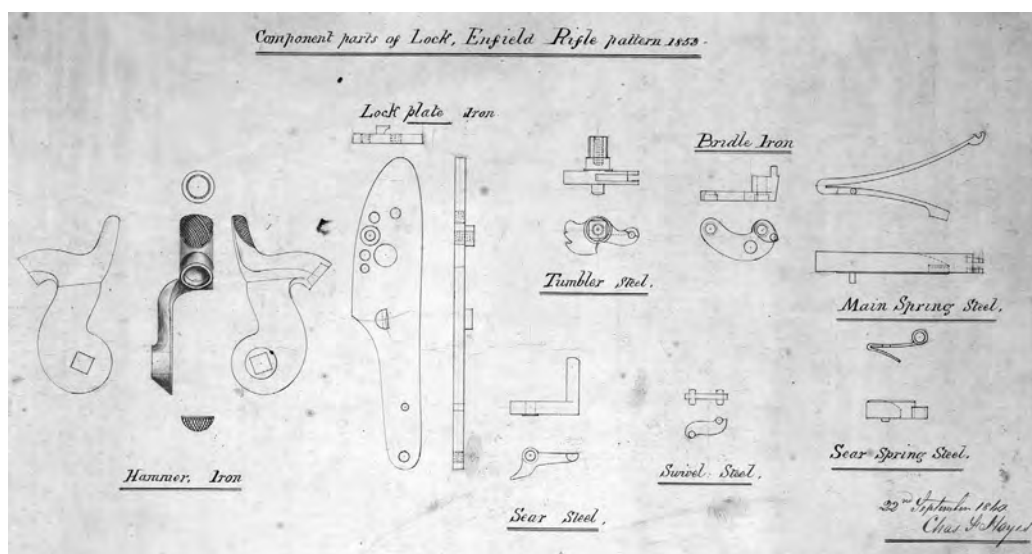 Component parts of Lock, Enfield Rifle pattern 1853.
Lock plate Iron
Bridle Iron
Tumbler Steel.
Main Spring Steel.
Hammer, Iron
Sear Steel.
Swivel Steel.
Sear Spring Steel.
22nd September
Chas